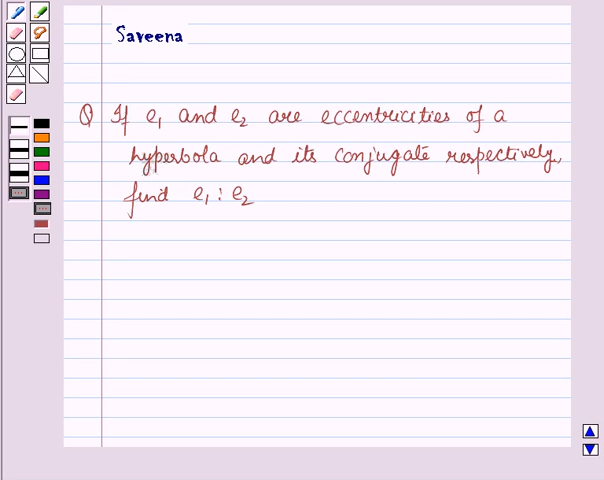 Saveena
Q If e₁ and e₂ are eccentricities of a
hyperbola and its conjugate respectively,
find e₁ : e₂